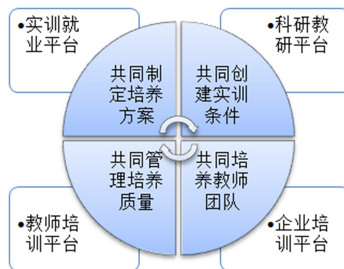 •实训就
业平台
•科研教
研平台
共同制
定培养
方案
共同创
建实训
条件
共同管
理培养
质量
共同培
养教师
团队
•教师培
训平台
•企业培
训平台